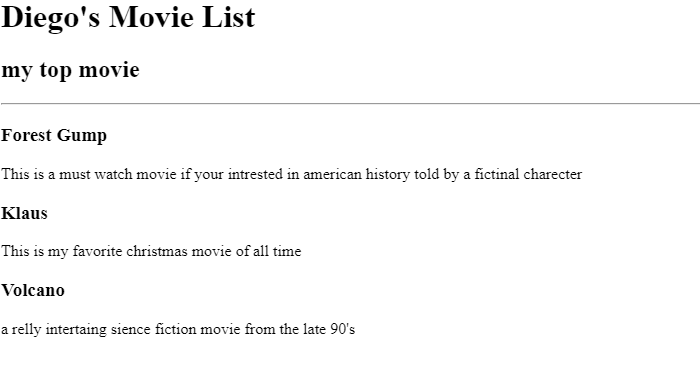 Diego's Movie List
my top movie
Forest Gump
This is a must watch movie if your intrested in american history told by a fictinal charecter
Klaus
This is my favorite christmas movie of all time
Volcano
a relly intertaing sience fiction movie from the late 90's